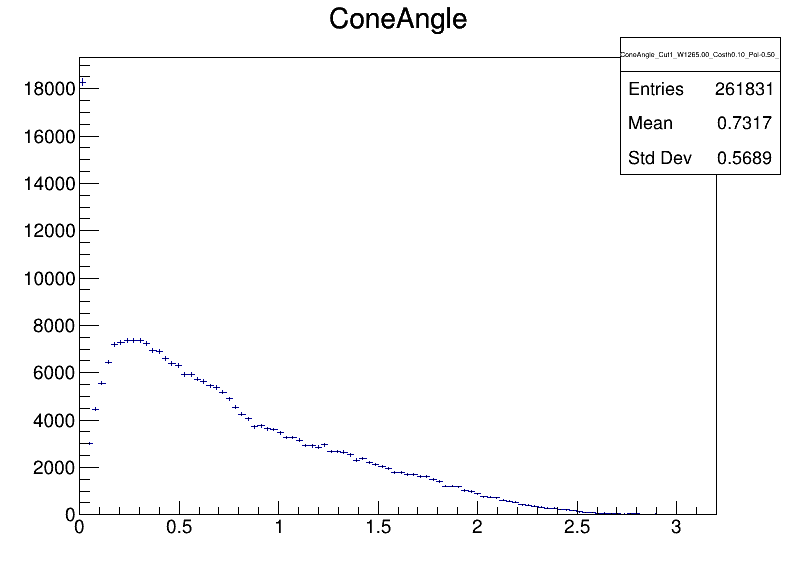 ConeAngle
ConeAngle_Cut1_W1265.00_Costh0.10_Pol-0.50_
Entries 261831
Mean 0.7317
Std Dev 0.5689
18000
16000
14000
12000
10000
8000
6000
4000
2000
0
0 0.5 1 1.5 2 2.5 3